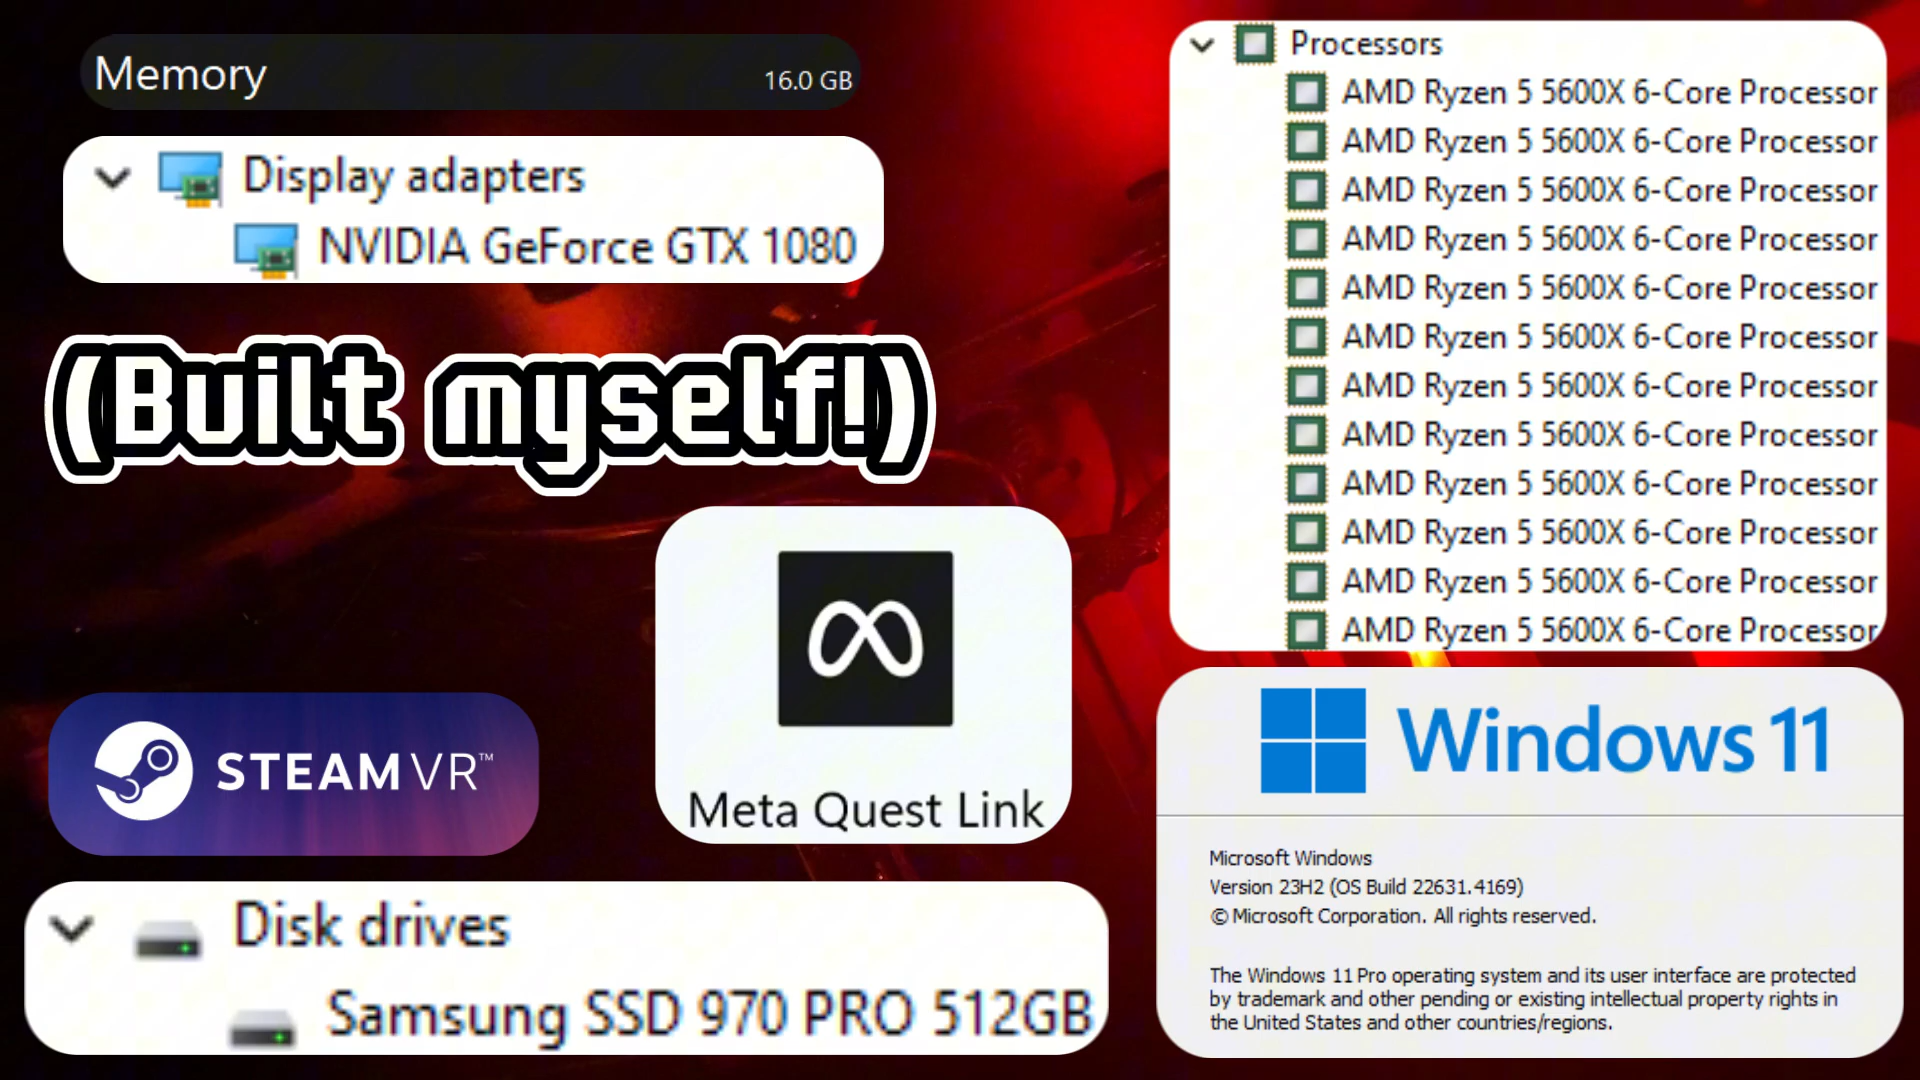 Memory
16.0 GB
Display adapters
NVIDIA GeForce GTX 1080
(Built myself!)
STEAMVR™
Meta Quest Link
Disk drives
Samsung SSD 970 PRO 512GB
Processors
AMD Ryzen 5 5600X 6-Core Processor
AMD Ryzen 5 5600X 6-Core Processor
AMD Ryzen 5 5600X 6-Core Processor
AMD Ryzen 5 5600X 6-Core Processor
AMD Ryzen 5 5600X 6-Core Processor
AMD Ryzen 5 5600X 6-Core Processor
AMD Ryzen 5 5600X 6-Core Processor
AMD Ryzen 5 5600X 6-Core Processor
AMD Ryzen 5 5600X 6-Core Processor
AMD Ryzen 5 5600X 6-Core Processor
AMD Ryzen 5 5600X 6-Core Processor
AMD Ryzen 5 5600X 6-Core Processor
Windows 11
Microsoft Windows
Version 23H2 (OS Build 22631.4169)
© Microsoft Corporation. All rights reserved.
The Windows 11 Pro operating system and its user interface are protected
by trademark and other pending or existing intellectual property rights in
the United States and other countries/regions.